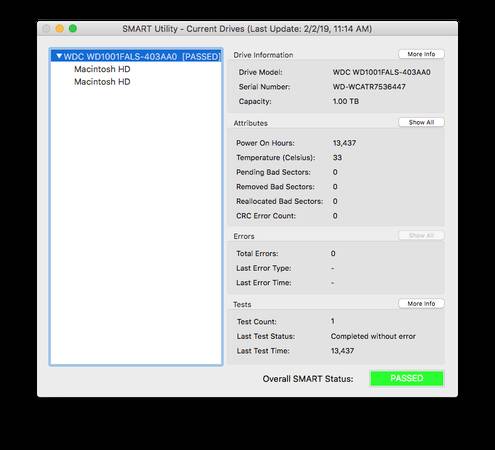 SMART Utility - Current Drives (Last Update: 2/2/19, 11:14 AM)
WDC WD1001FALS-403AA0 [PASSED]
Macintosh HD
Macintosh HD
Drive Information More Info
Drive Model: WDC WD1001FALS-403AA0
Serial Number: WD-WCATR7536447
Capacity: 1.00 TB
Attributes Show All
Power On Hours: 13,437
Temperature (Celsius): 33
Pending Bad Sectors: 0
Removed Bad Sectors: 0
Reallocated Bad Sectors: 0
CRC Error Count: 0
Errors Show All
Total Errors: 0
Last Error Type: -
Last Error Time: -
Tests More Info
Test Count: 1
Last Test Status: Completed without error
Last Test Time: 13,437
Overall SMART Status: PASSED